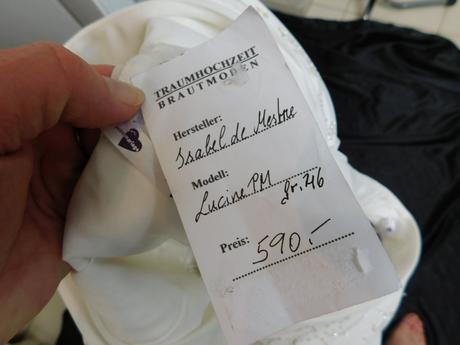 TRAUMHOCHZEIT
BRAUTMODEN
Hersteller:
Isabel de Mestre
Modell:
Lucine PM gr. 46
Preis:
590.-